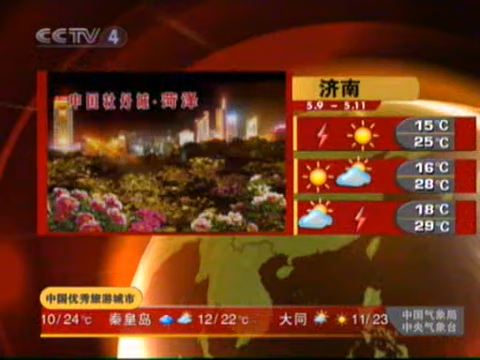 CCTV 4
中国牡丹城·菏泽
济南
5.9 - 5.11
15℃
25℃
16℃
28℃
18℃
29℃
中国优秀旅游城市
10/24℃ 秦皇岛 12/22℃ 大同 11/23
中国气象局
中央气象台